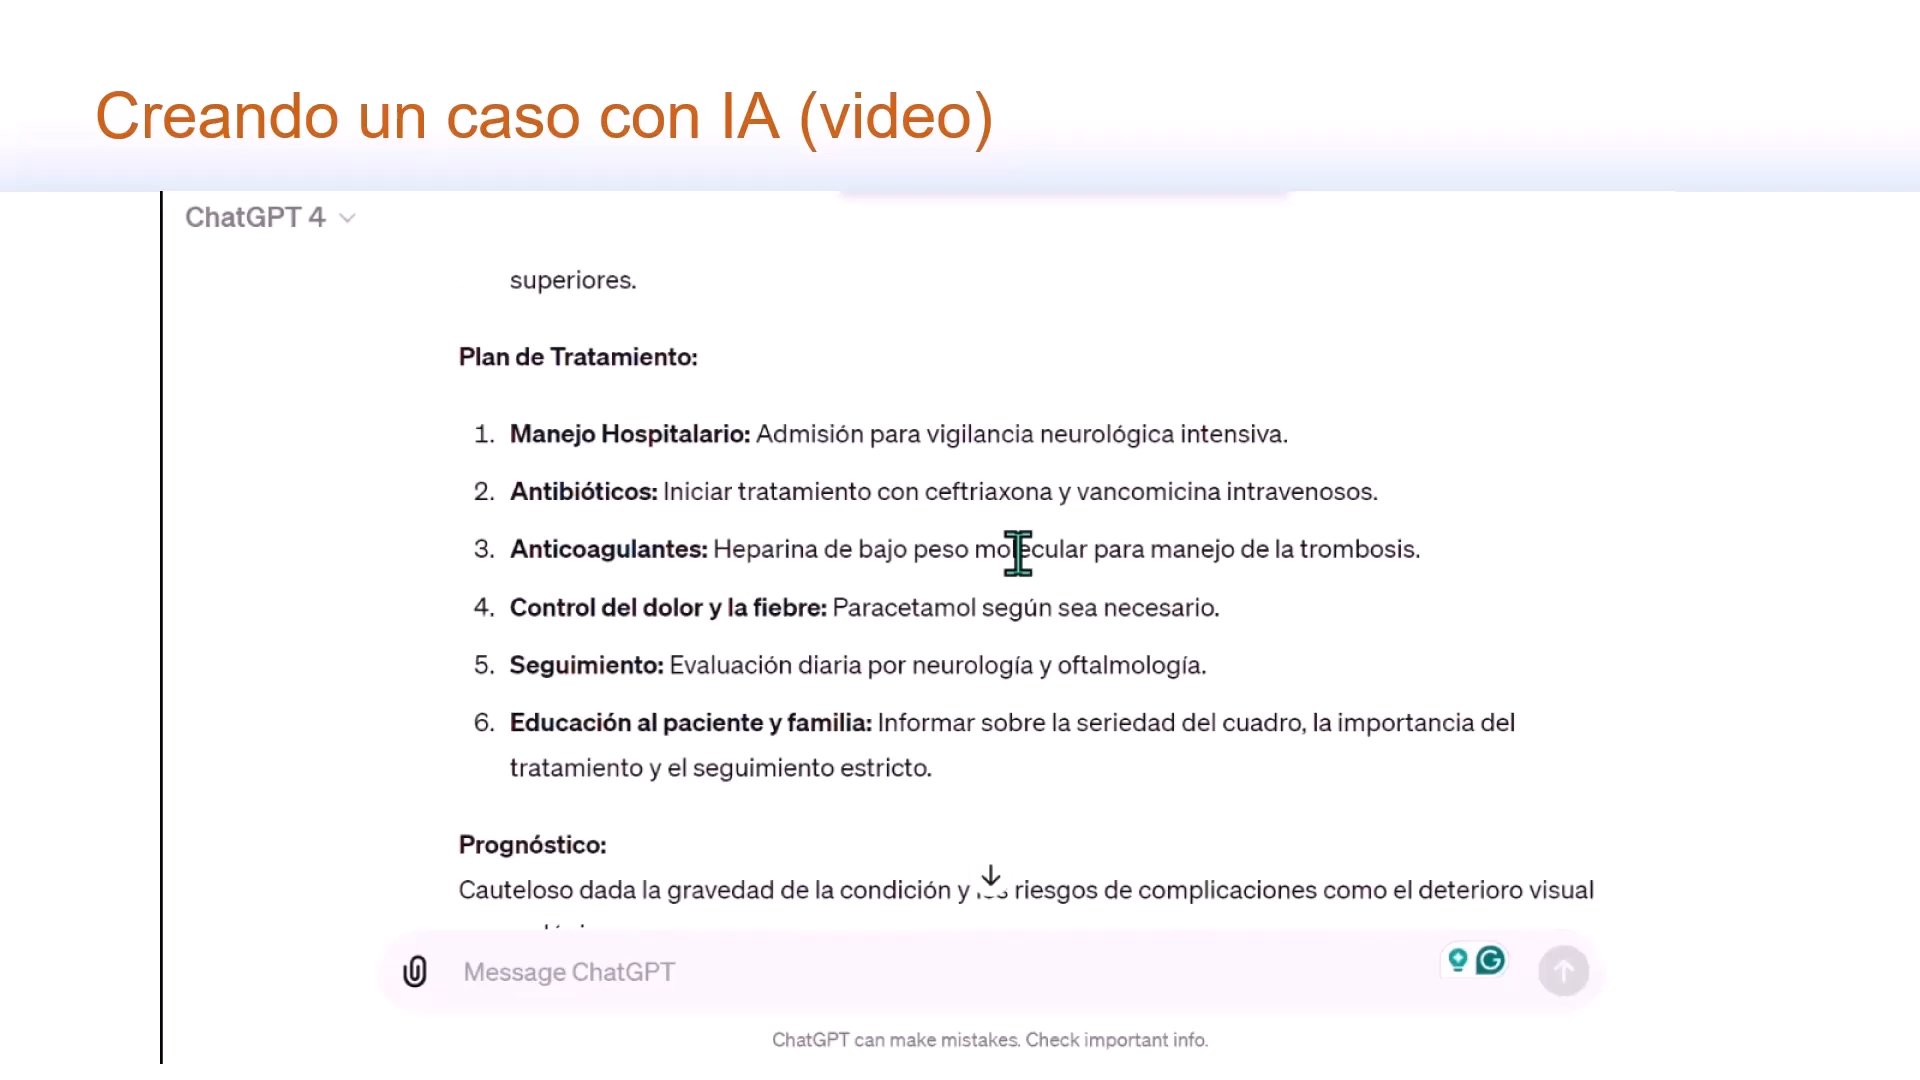 Creando un caso con IA (video)
ChatGPT 4
superiores.
Plan de Tratamiento:
1. Manejo Hospitalario: Admisión para vigilancia neurológica intensiva.
2. Antibióticos: Iniciar tratamiento con ceftriaxona y vancomicina intravenosos.
3. Anticoagulantes: Heparina de bajo peso molecular para manejo de la trombosis.
4. Control del dolor y la fiebre: Paracetamol según sea necesario.
5. Seguimiento: Evaluación diaria por neurología y oftalmología.
6. Educación al paciente y familia: Informar sobre la seriedad del cuadro, la importancia del
tratamiento y el seguimiento estricto.
Prognóstico:
Cauteloso dada la gravedad de la condición y riesgos de complicaciones como el deterioro visual
Message ChatGPT
ChatGPT can make mistakes. Check important info.